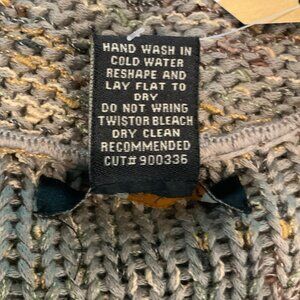 HAND WASH IN
COLD WATER
RESHAPE AND
LAY FLAT TO
DRY
DO NOT WRING
TWISTOR BLEACH
DRY CLEAN
RECOMMENDED
CUT# 900336